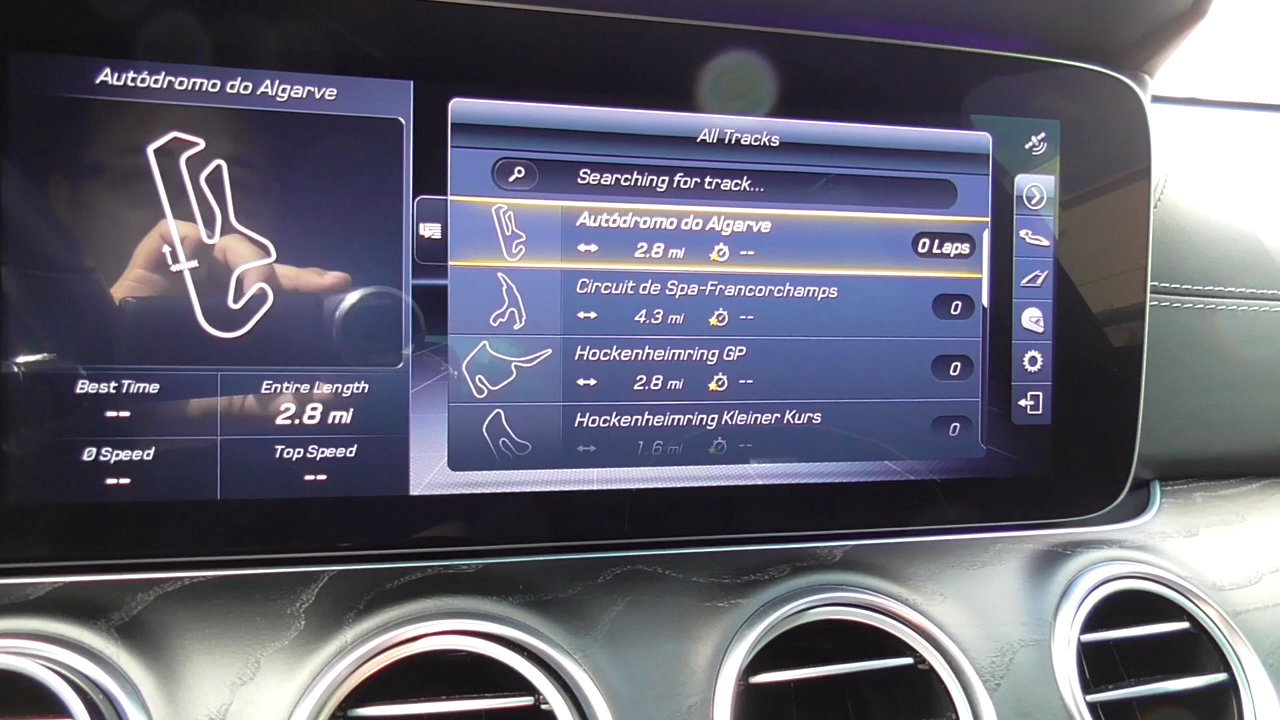 Autódromo do Algarve
Best Time
--
Entire Length
2.8 mi
Ø Speed
--
Top Speed
--
All Tracks
Searching for track...
Autódromo do Algarve
2.8 mi --
0 Laps
Circuit de Spa-Francorchamps
4.3 mi --
0
Hockenheimring GP
2.8 mi --
0
Hockenheimring Kleiner Kurs
1.6 mi --
0